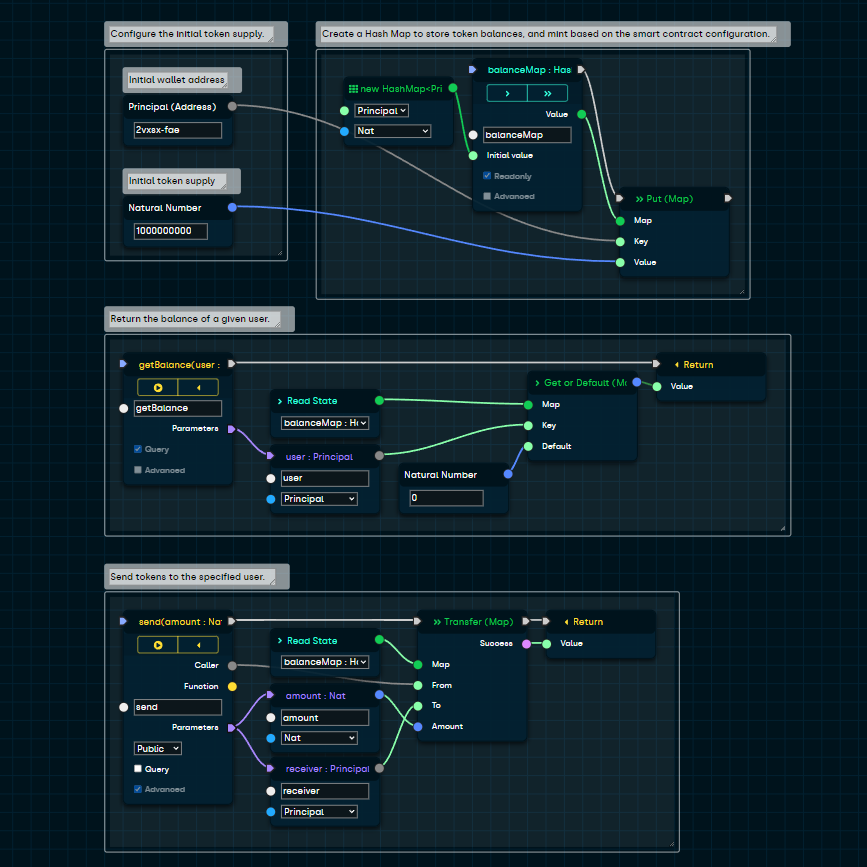 Configure the initial token supply.
Initial wallet address
Principal (Address)
2vxsx-fae
Initial token supply
Natural Number
1000000000
Create a Hash Map to store token balances, and mint based on the smart contract configuration.
new HashMap<Pri
Principal
Nat
balanceMap : Has
Value
balanceMap
Initial value
Readonly
Advanced
Put (Map)
Map
Key
Value
Return the balance of a given user.
getBalance(user :
getBalance
Parameters
Query
Advanced
Read State
balanceMap : H
user : Principal
user
Principal
Natural Number
0
Get or Default (M
Map
Key
Default
Return
Value
Send tokens to the specified user.
send(amount : Nat
Caller
Function
send
Parameters
Public
Query
Advanced
Read State
balanceMap : H
amount : Nat
amount
Nat
receiver : Principal
receiver
Principal
Transfer (Map)
Success
Map
From
To
Amount
Return
Value